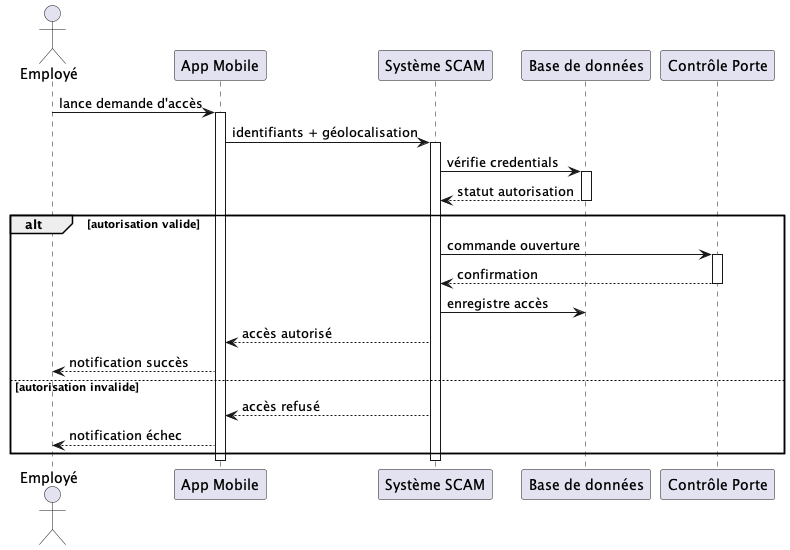 Employé
App Mobile
Système SCAM
Base de données
Contrôle Porte
lance demande d'accès
identifiants + géolocalisation
vérifie credentials
statut autorisation
alt
[autorisation valide]
commande ouverture
confirmation
enregistre accès
accès autorisé
notification succès
[autorisation invalide]
accès refusé
notification échec
Employé
App Mobile
Système SCAM
Base de données
Contrôle Porte